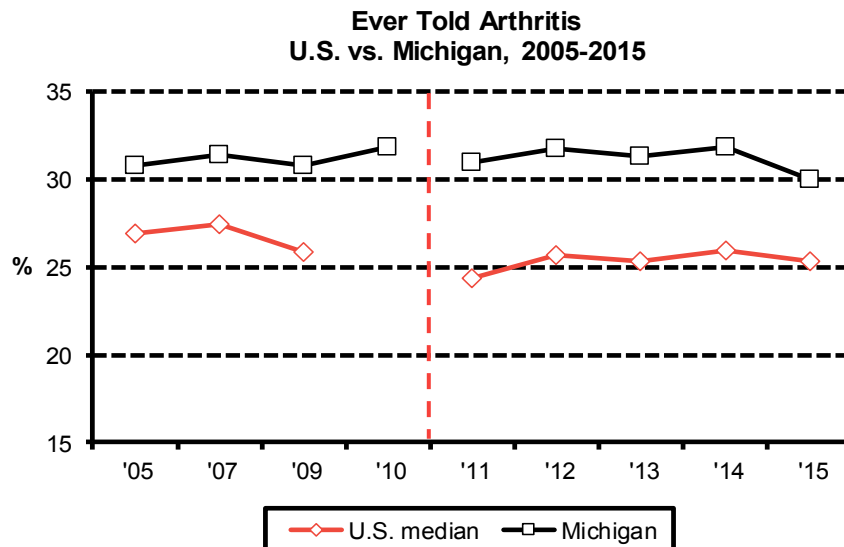 Ever Told Arthritis
U.S. vs. Michigan, 2005-2015
35
30
25
20
15
%
'05 '07 '09 '10 '11 '12 '13 '14 '15
U.S. median Michigan